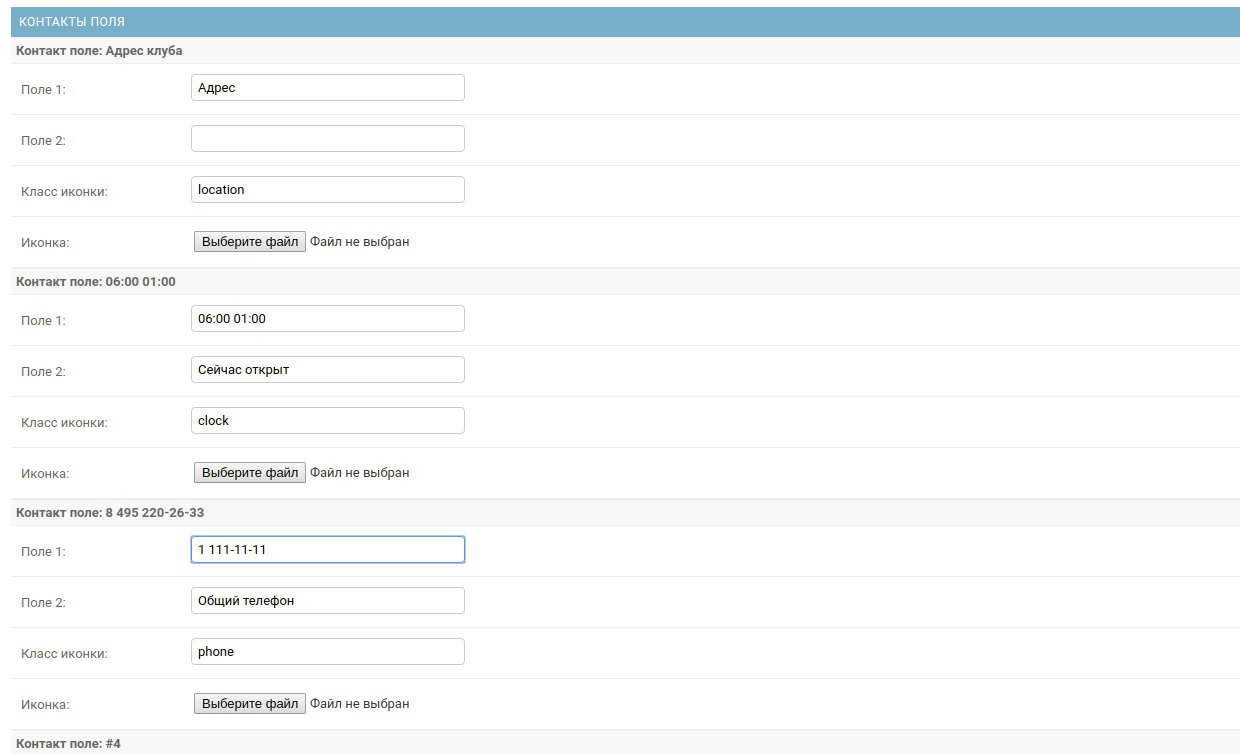 КОНТАКТЫ ПОЛЯ
Контакт поле: Адрес клуба
Поле 1: Адрес
Поле 2:
Класс иконки: location
Иконка: Выберите файл Файл не выбран
Контакт поле: 06:00 01:00
Поле 1: 06:00 01:00
Поле 2: Сейчас открыт
Класс иконки: clock
Иконка: Выберите файл Файл не выбран
Контакт поле: 8 495 220-26-33
Поле 1: 1 111-11-11
Поле 2: Общий телефон
Класс иконки: phone
Иконка: Выберите файл Файл не выбран
Контакт поле: #4